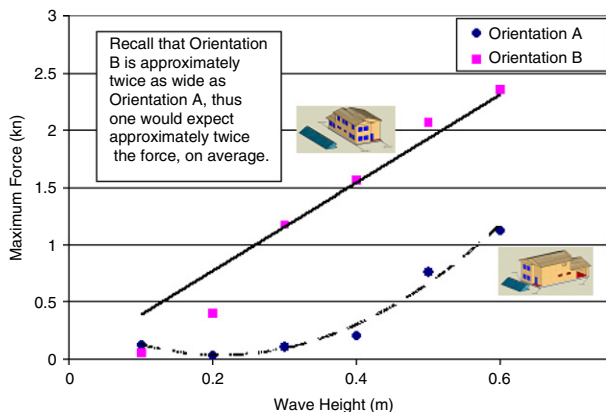 3
2.5
2
1.5
1
0.5
0
Maximum Force (kn)
Recall that Orientation
B is approximately
twice as wide as
Orientation A, thus
one would expect
approximately twice
the force, on average.
Orientation A
Orientation B
0
0.2
0.4
0.6
Wave Height (m)